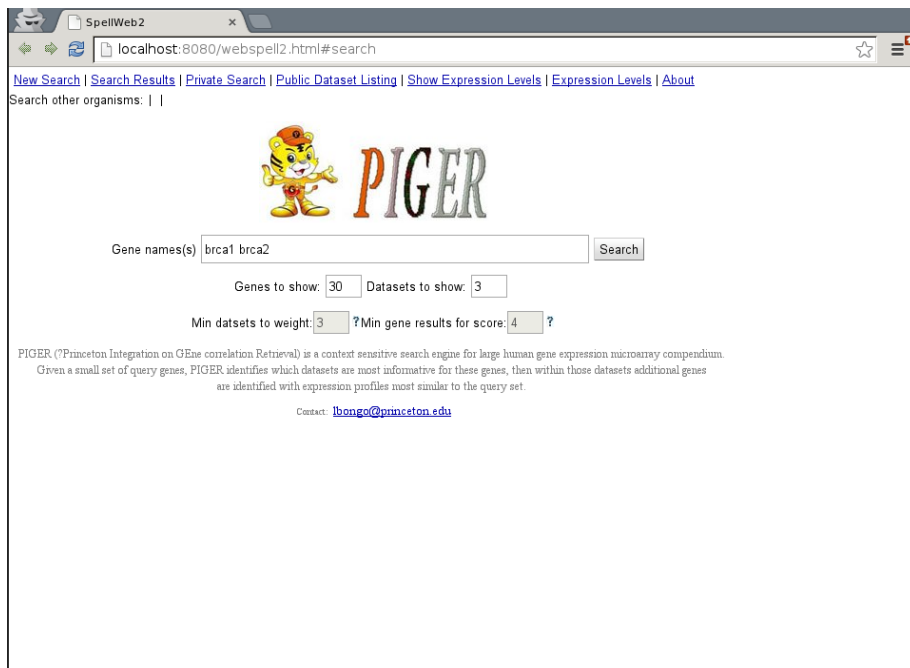 SpellWeb2
localhost:8080/webspell2.html#search
New Search | Search Results | Private Search | Public Dataset Listing | Show Expression Levels | Expression Levels | About
Search other organisms: | |
PIGER
Gene names(s) brca1 brca2 Search
Genes to show: 30 Datasets to show: 3
Min datsets to weight: 3 ? Min gene results for score: 4 ?
PIGER (?Princeton Integration on GEne correlation Retrieval) is a context sensitive search engine for large human gene expression microarray compendium.
Given a small set of query genes, PIGER identifies which datasets are most informative for these genes, then within those datasets additional genes
are identified with expression profiles most similar to the query set.
Contact: lbongo@princeton.edu